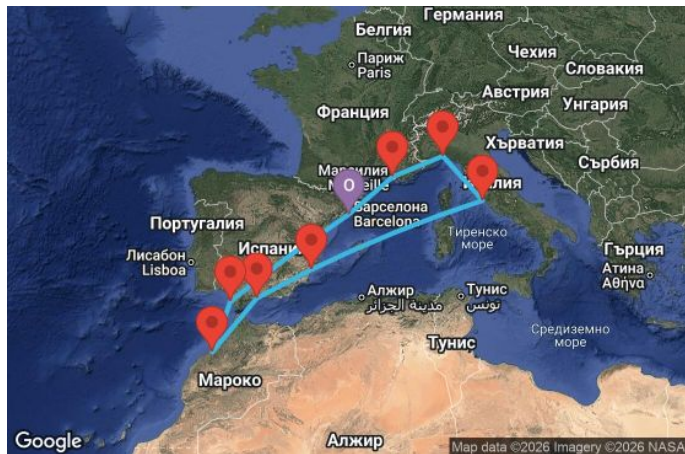 Германия
Белгия
Париж
Paris
Чехия
Словакия
Австрия
Унгария
Франция
Хърватия
Марсилия
Сърбия
Италия
Барселона
Barcelona
Португалия
Тиренско
море
Испания
Лисабон
Lisboa
Гърция
Атина
Αθήνα
Алжир
مدينة الجزائر
Тунис
تونس
Средиземно
море
Тунис
Мароко
Алжир
O
Google
Map data ©2026 Imagery ©2026 NASA